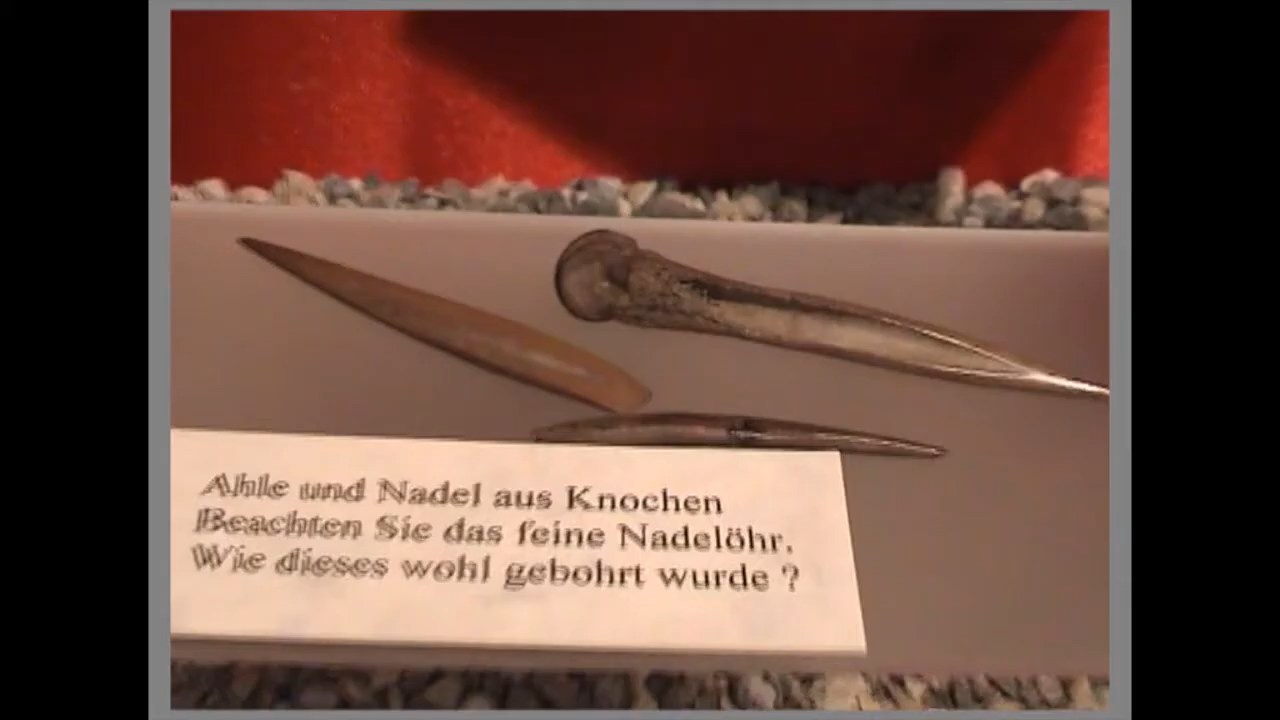 Ahle und Nadel aus Knochen
Beachten Sie das feine Nadelöhr.
Wie dieses wohl gebohrt wurde ?